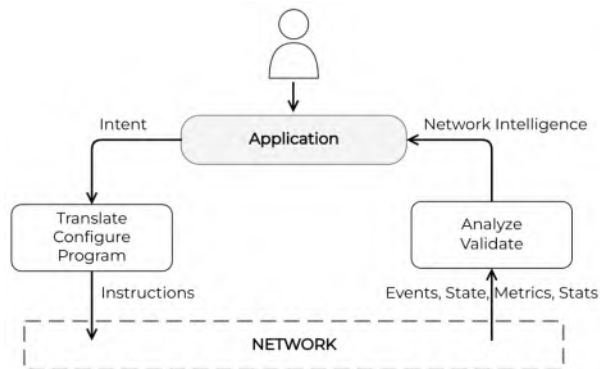 Intent
Application
Network Intelligence
Translate
Configure
Program
Analyze
Validate
Instructions
Events, State, Metrics, Stats
NETWORK